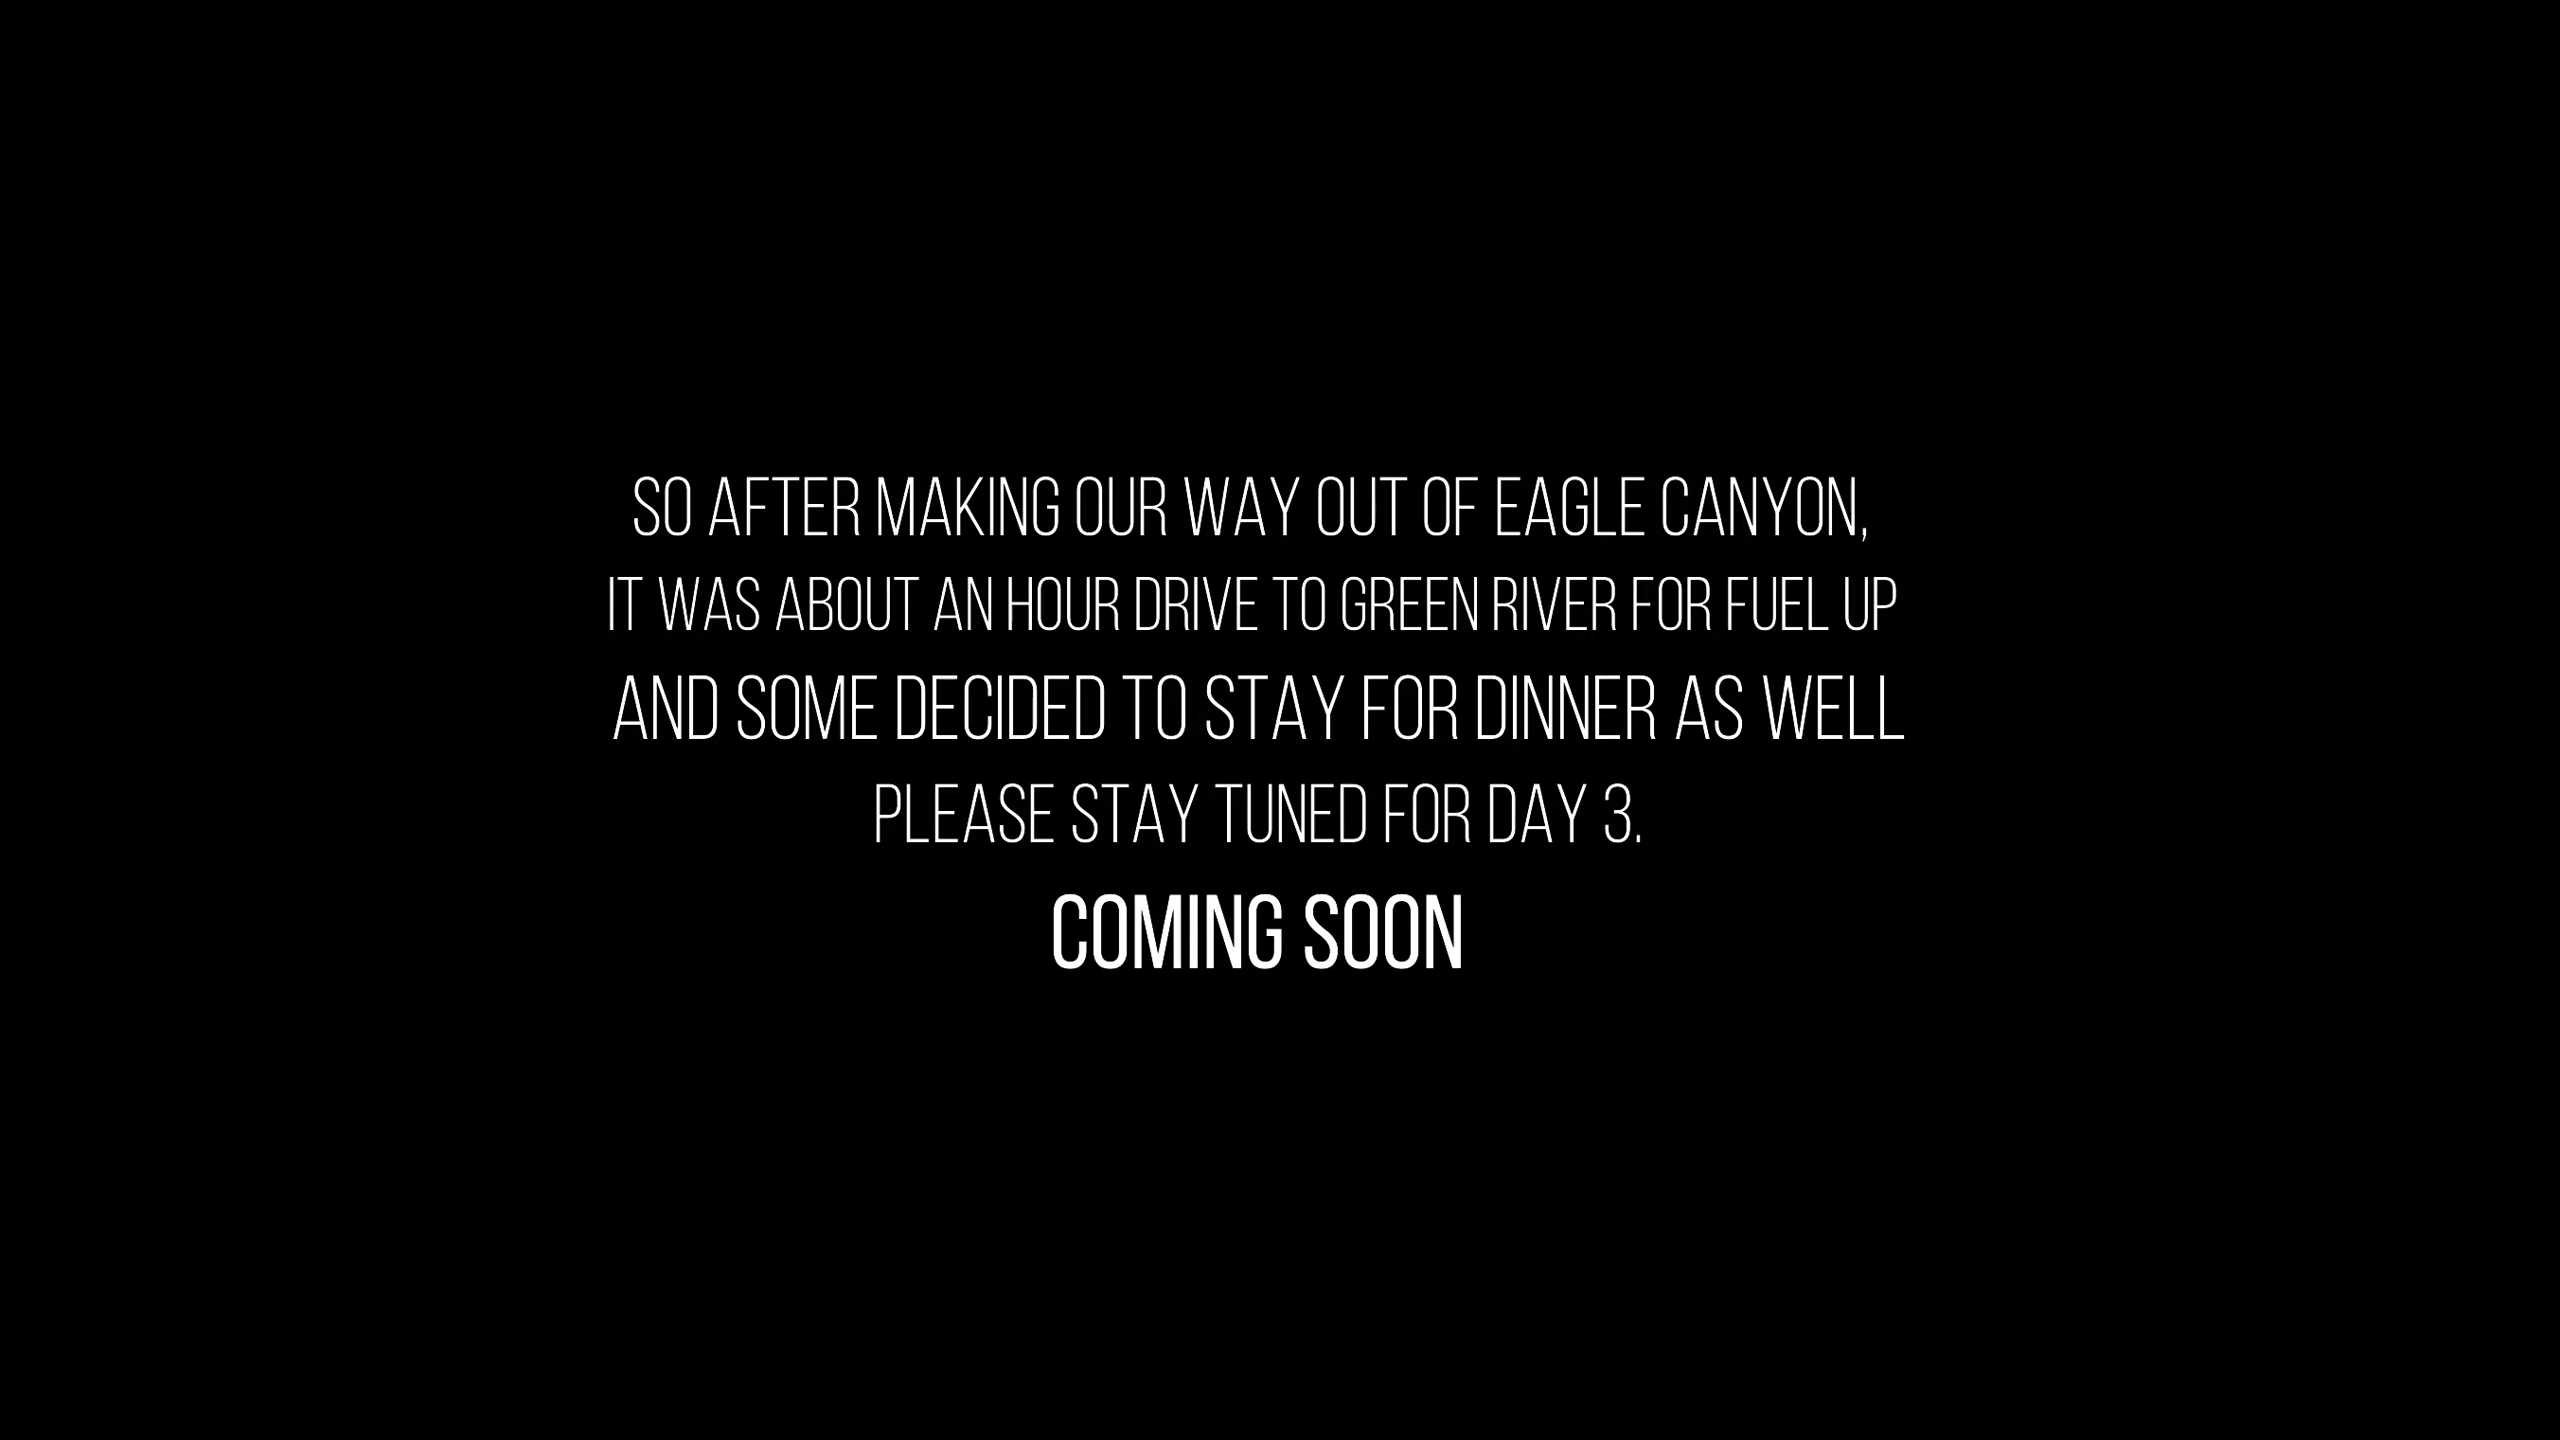 SO AFTER MAKING OUR WAY OUT OF EAGLE CANYON,
IT WAS ABOUT AN HOUR DRIVE TO GREEN RIVER FOR FUEL UP
AND SOME DECIDED TO STAY FOR DINNER AS WELL
PLEASE STAY TUNED FOR DAY 3.
COMING SOON